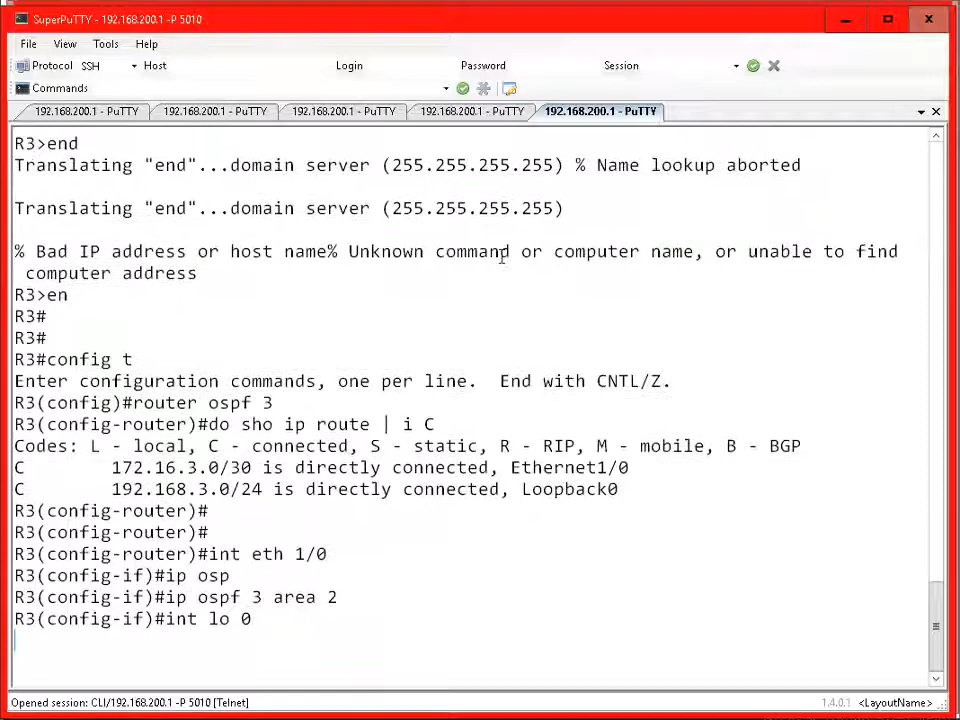 SuperPuTTY - 192.168.200.1 -P 5010
File View Tools Help
Protocol SSH Host Login Password Session
Commands
192.168.200.1 - PuTTY 192.168.200.1 - PuTTY 192.168.200.1 - PuTTY 192.168.200.1 - PuTTY 192.168.200.1 - PuTTY
R3>end
Translating "end"...domain server (255.255.255.255) % Name lookup aborted
Translating "end"...domain server (255.255.255.255)
% Bad IP address or host name% Unknown command or computer name, or unable to find
computer address
R3>en
R3#
R3#
R3#config t
Enter configuration commands, one per line.  End with CNTL/Z.
R3(config)#router ospf 3
R3(config-router)#do sho ip route | i C
Codes: L - local, C - connected, S - static, R - RIP, M - mobile, B - BGP
C        172.16.3.0/30 is directly connected, Ethernet1/0
C        192.168.3.0/24 is directly connected, Loopback0
R3(config-router)#
R3(config-router)#
R3(config-router)#int eth 1/0
R3(config-if)#ip osp
R3(config-if)#ip ospf 3 area 2
R3(config-if)#int lo 0
Opened session: CLI/192.168.200.1 -P 5010 [Telnet] 1.4.0.1 <LayoutName>